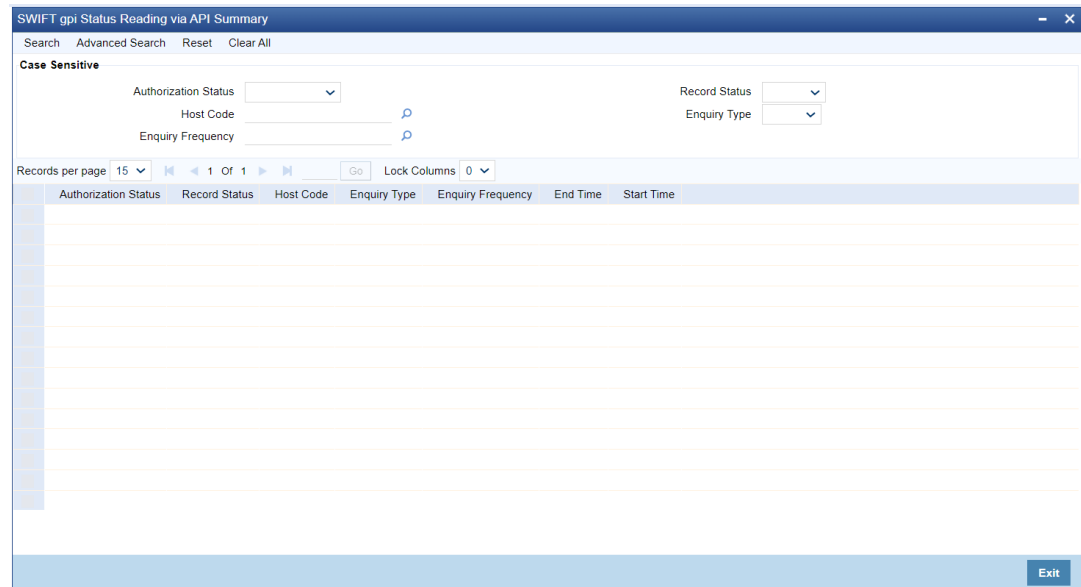 SWIFT gpi Status Reading via API Summary
Search Advanced Search Reset Clear All
Case Sensitive
Authorization Status Record Status
Host Code Enquiry Type
Enquiry Frequency
Records per page 15 1 Of 1 Go Lock Columns 0
Authorization Status Record Status Host Code Enquiry Type Enquiry Frequency End Time Start Time
Exit